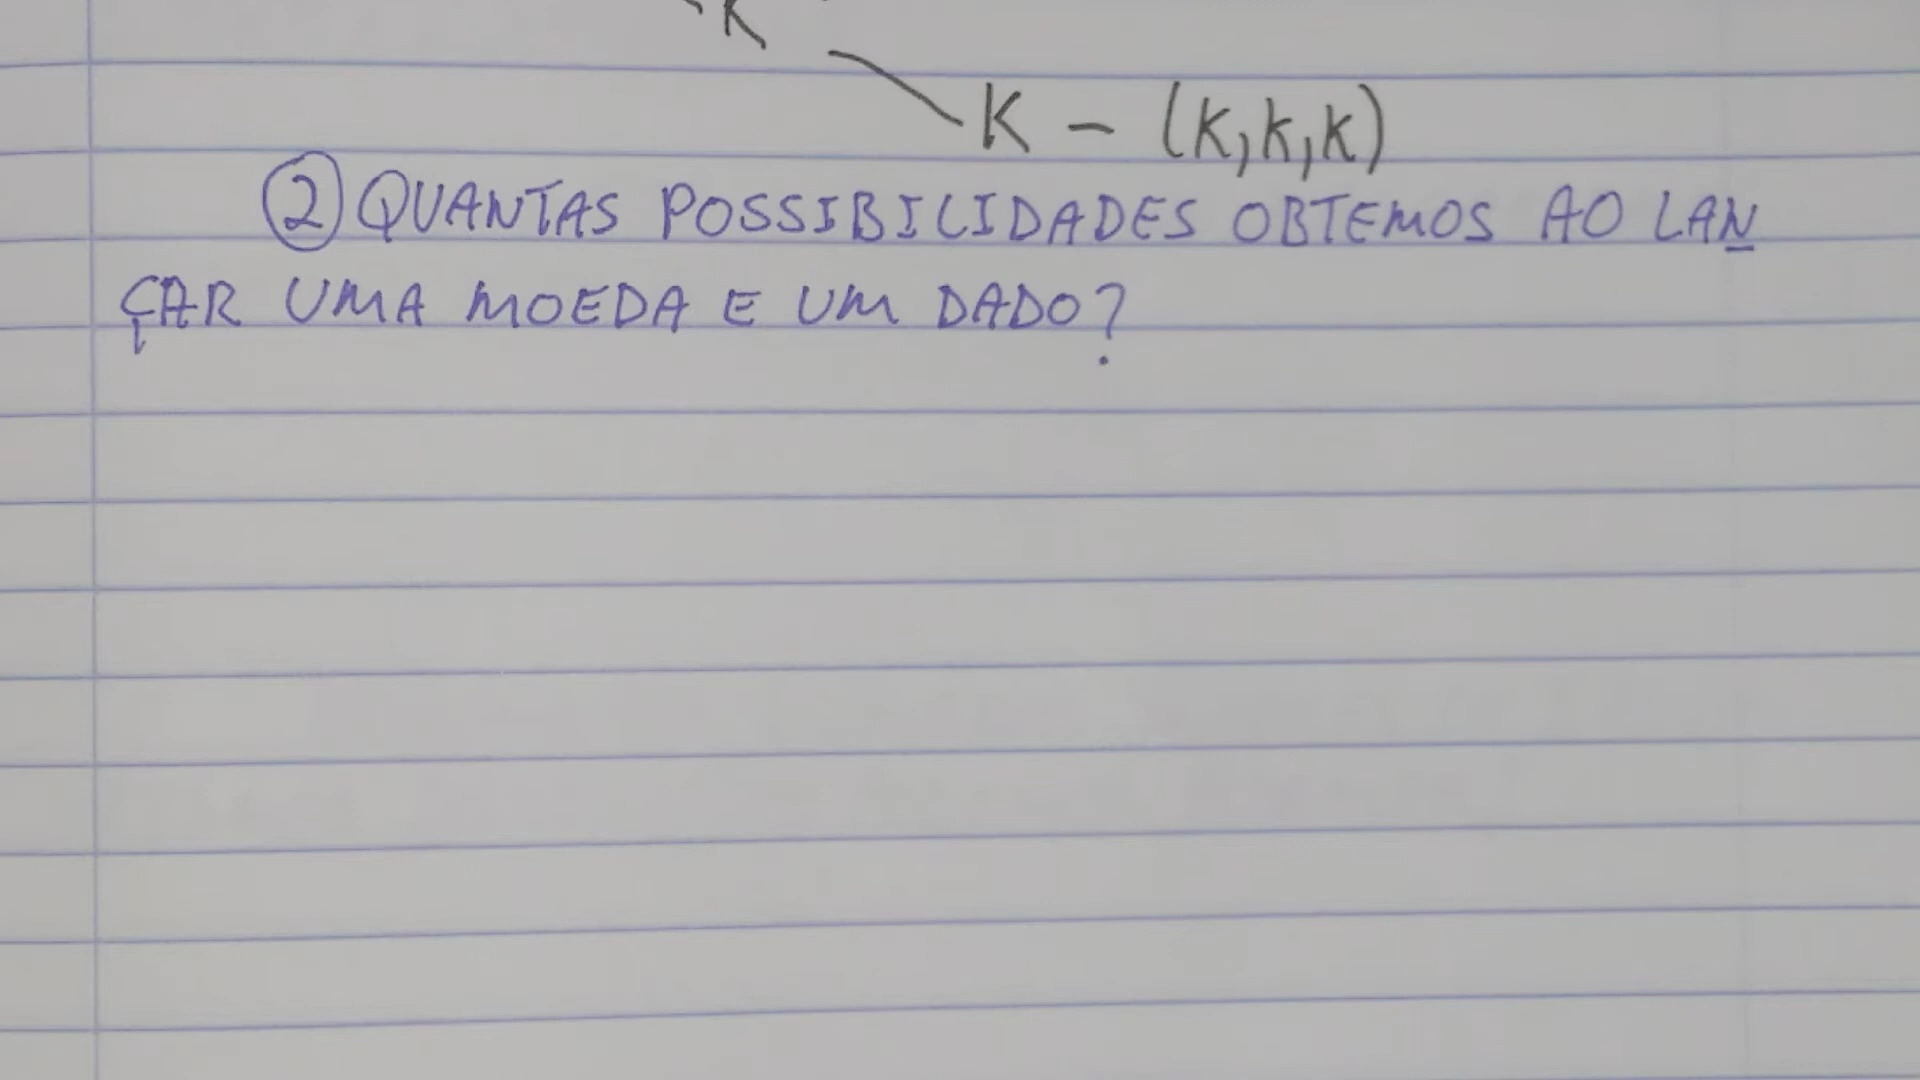 K
K - (K,K,K)
② QUANTAS POSSIBILIDADES OBTEMOS AO LAN
ÇAR UMA MOEDA E UM DADO?